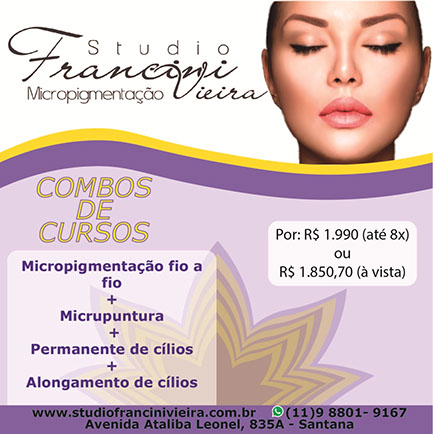 Studio
Francini
Micropigmentação Vieira
COMBOS
DE
CURSOS
Micropigmentação fio a
fio
+
Micrupuntura
+
Permanente de cílios
+
Alongamento de cílios
Por: R$ 1.990 (até 8x)
ou
R$ 1.850,70 (à vista)
www.studiofrancinivieira.com.br (11)9 8801- 9167
Avenida Ataliba Leonel, 835A - Santana